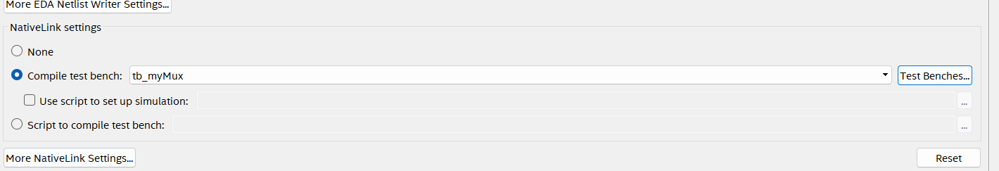 More EDA Netlist Writer Settings...
NativeLink settings
None
Compile test bench: tb_myMux Test Benches...
Use script to set up simulation: ...
Script to compile test bench: ...
More NativeLink Settings... Reset